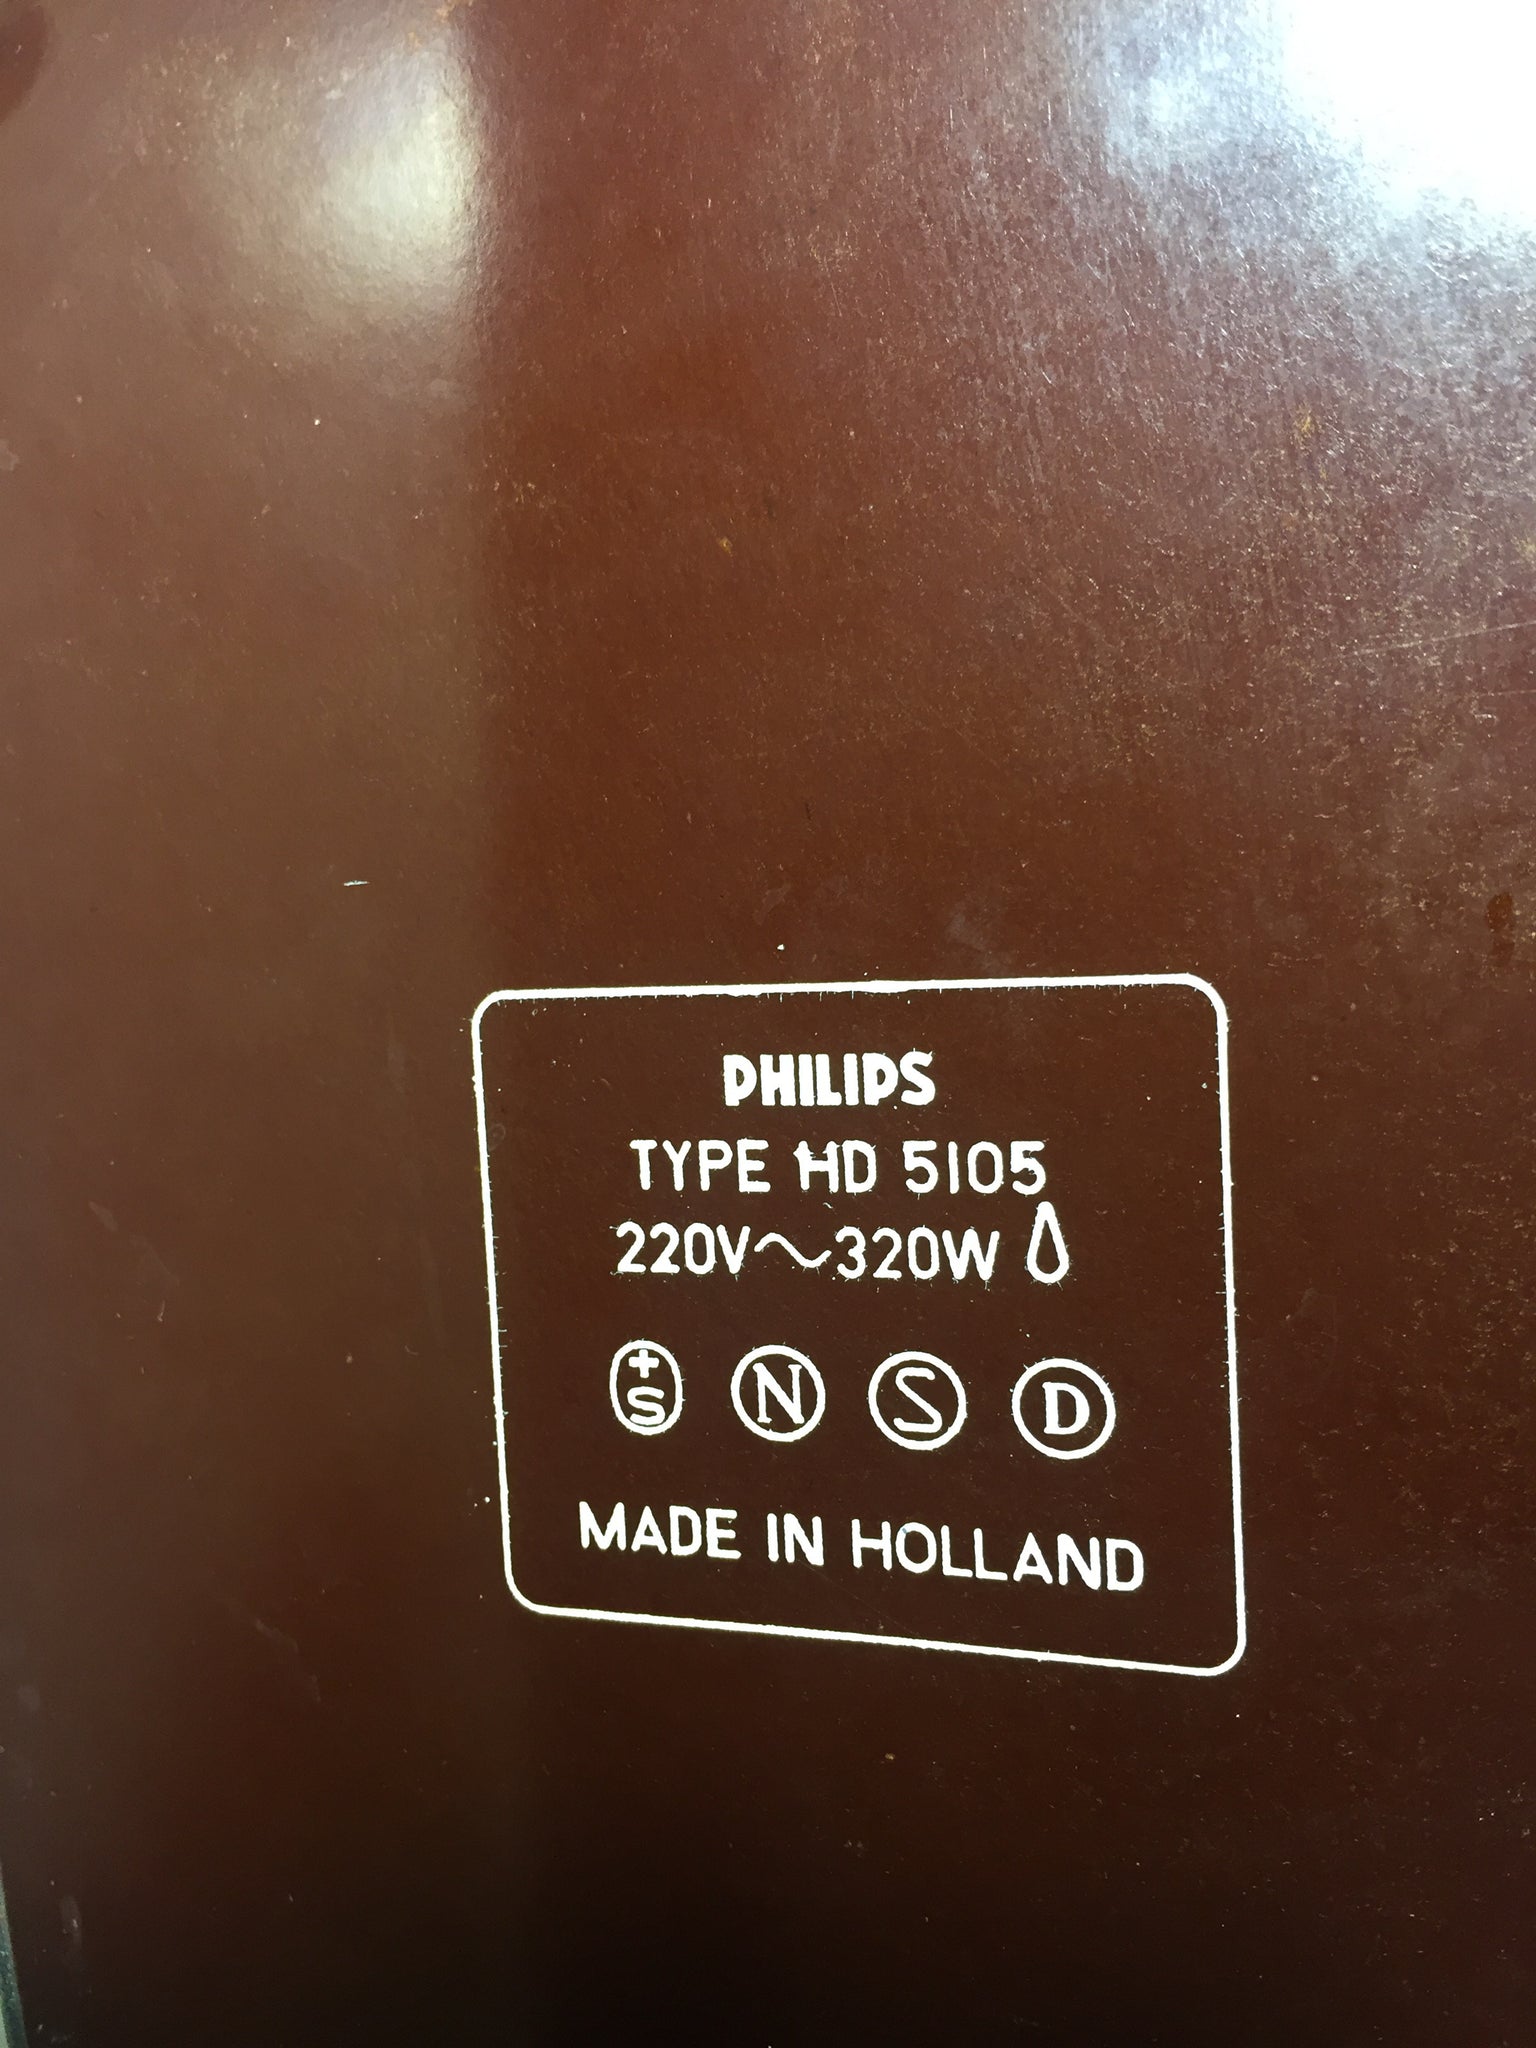 PHILIPS
TYPE HD 5105
220V~320W
+S N S D
MADE IN HOLLAND